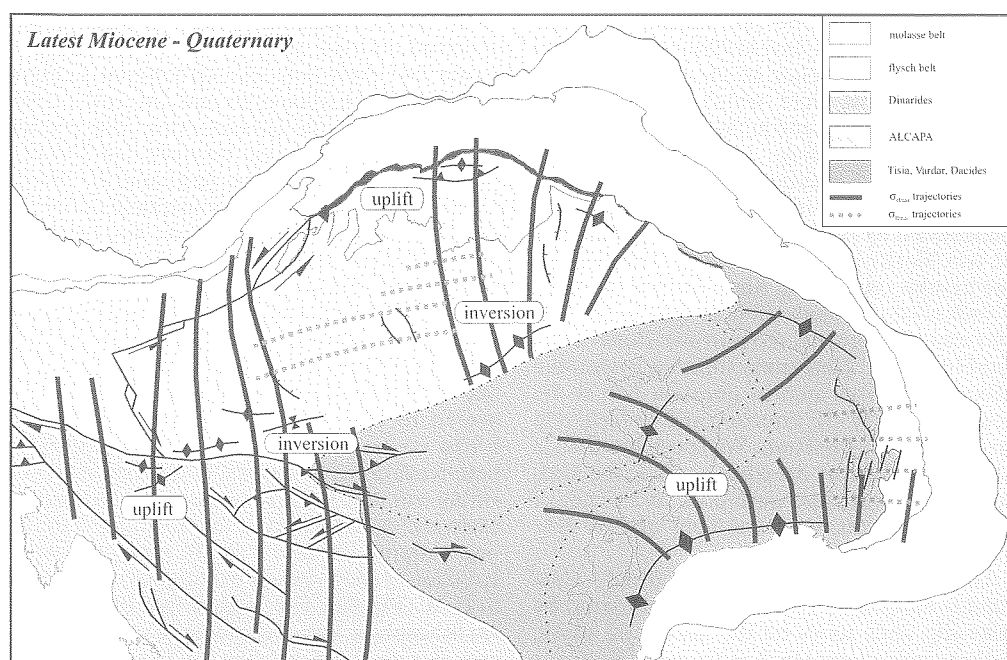 Latest Miocene - Quaternary
molasse belt
flysch belt
Dinarides
ALCAPA
Tisia, Vardar, Dacides
trajectories
trajectories
uplift
inversion
inversion
uplift
uplift